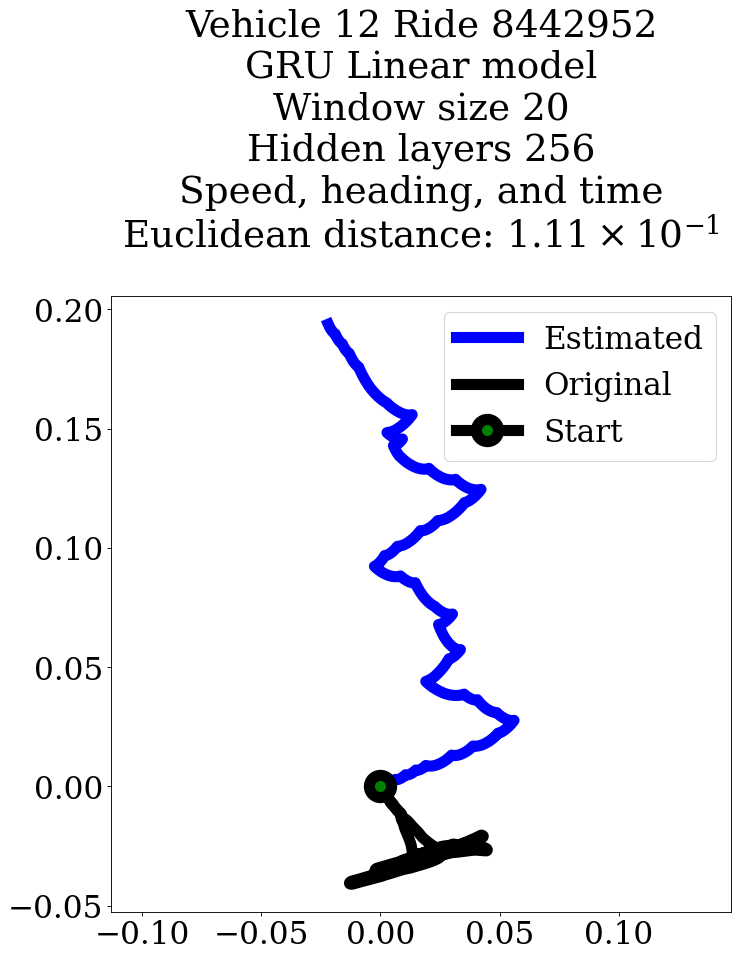 Vehicle 12 Ride 8442952
GRU Linear model
Window size 20
Hidden layers 256
Speed, heading, and time
Euclidean distance: 1.11 × 10⁻¹
Estimated
Original
Start
0.20
0.15
0.10
0.05
0.00
−0.05
−0.10 −0.05 0.00 0.05 0.10